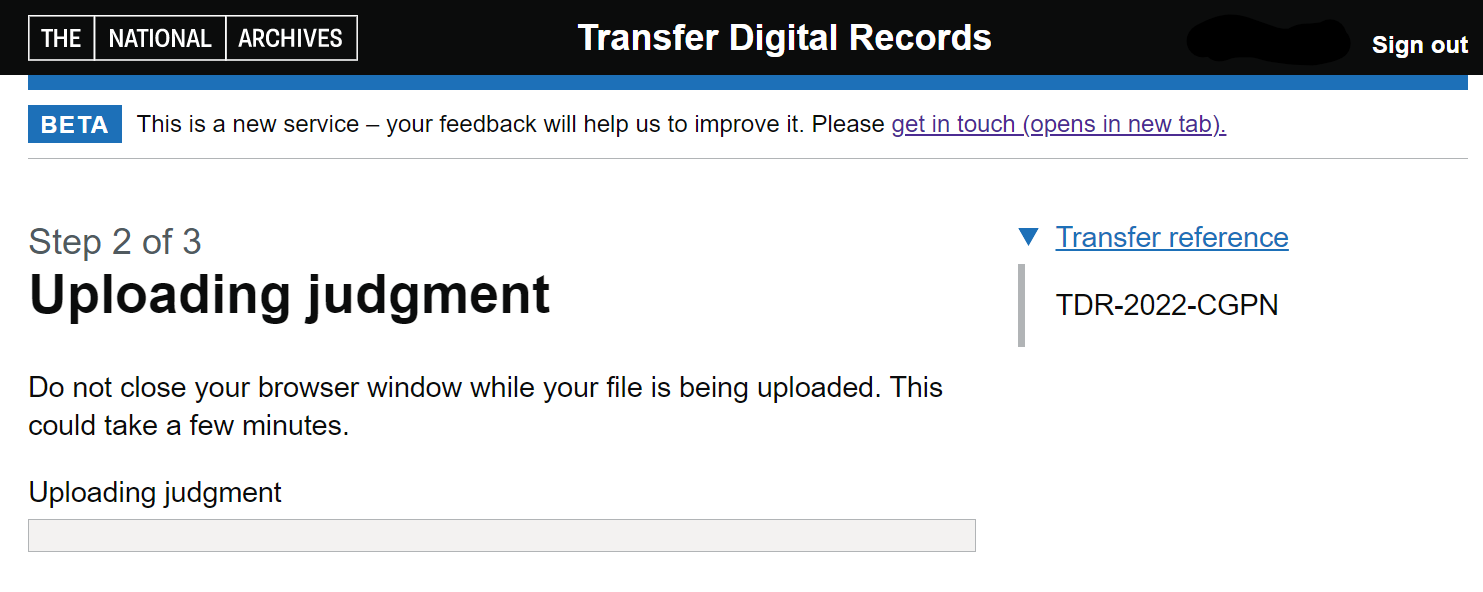 THE NATIONAL ARCHIVES
Transfer Digital Records
Sign out
BETA This is a new service – your feedback will help us to improve it. Please get in touch (opens in new tab).
Step 2 of 3
Uploading judgment
Do not close your browser window while your file is being uploaded. This
could take a few minutes.
Uploading judgment
Transfer reference
TDR-2022-CGPN